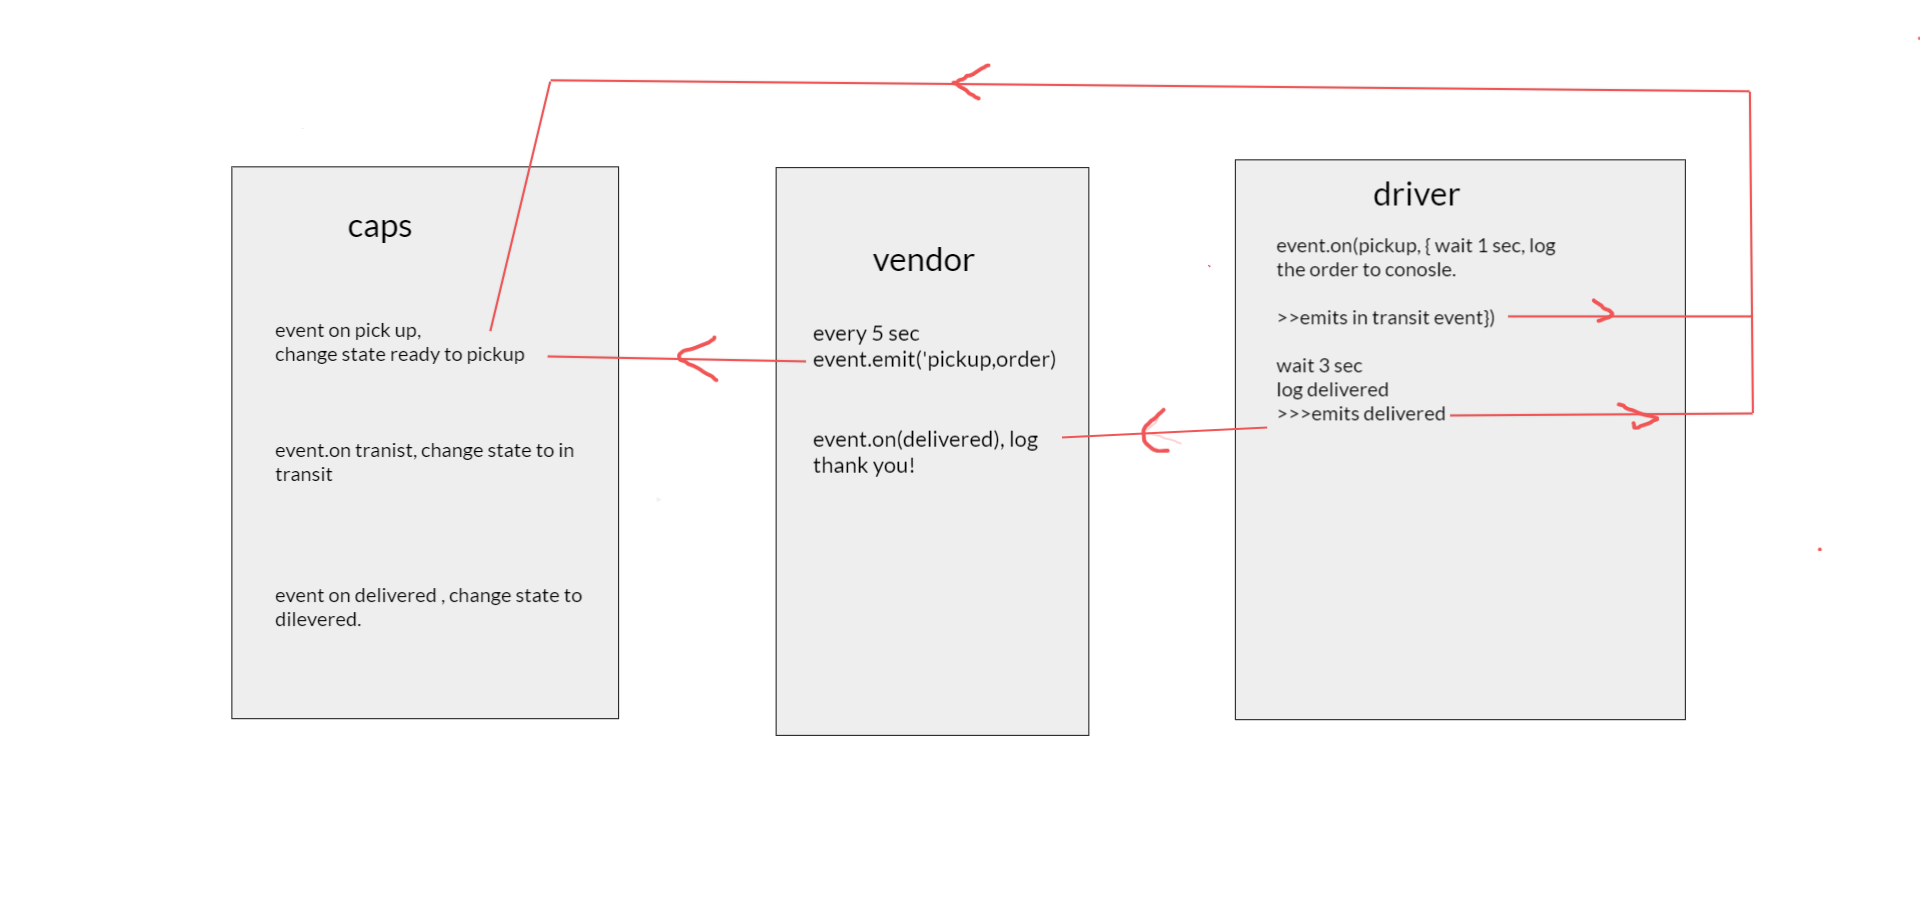 caps
event on pick up,
change state ready to pickup
event.on tranist, change state to in
transit
event on delivered , change state to
dilevered.
vendor
every 5 sec
event.emit('pickup,order)
event.on(delivered), log
thank you!
driver
event.on(pickup, { wait 1 sec, log
the order to conosle.
>>emits in transit event})
wait 3 sec
log delivered
>>>emits delivered